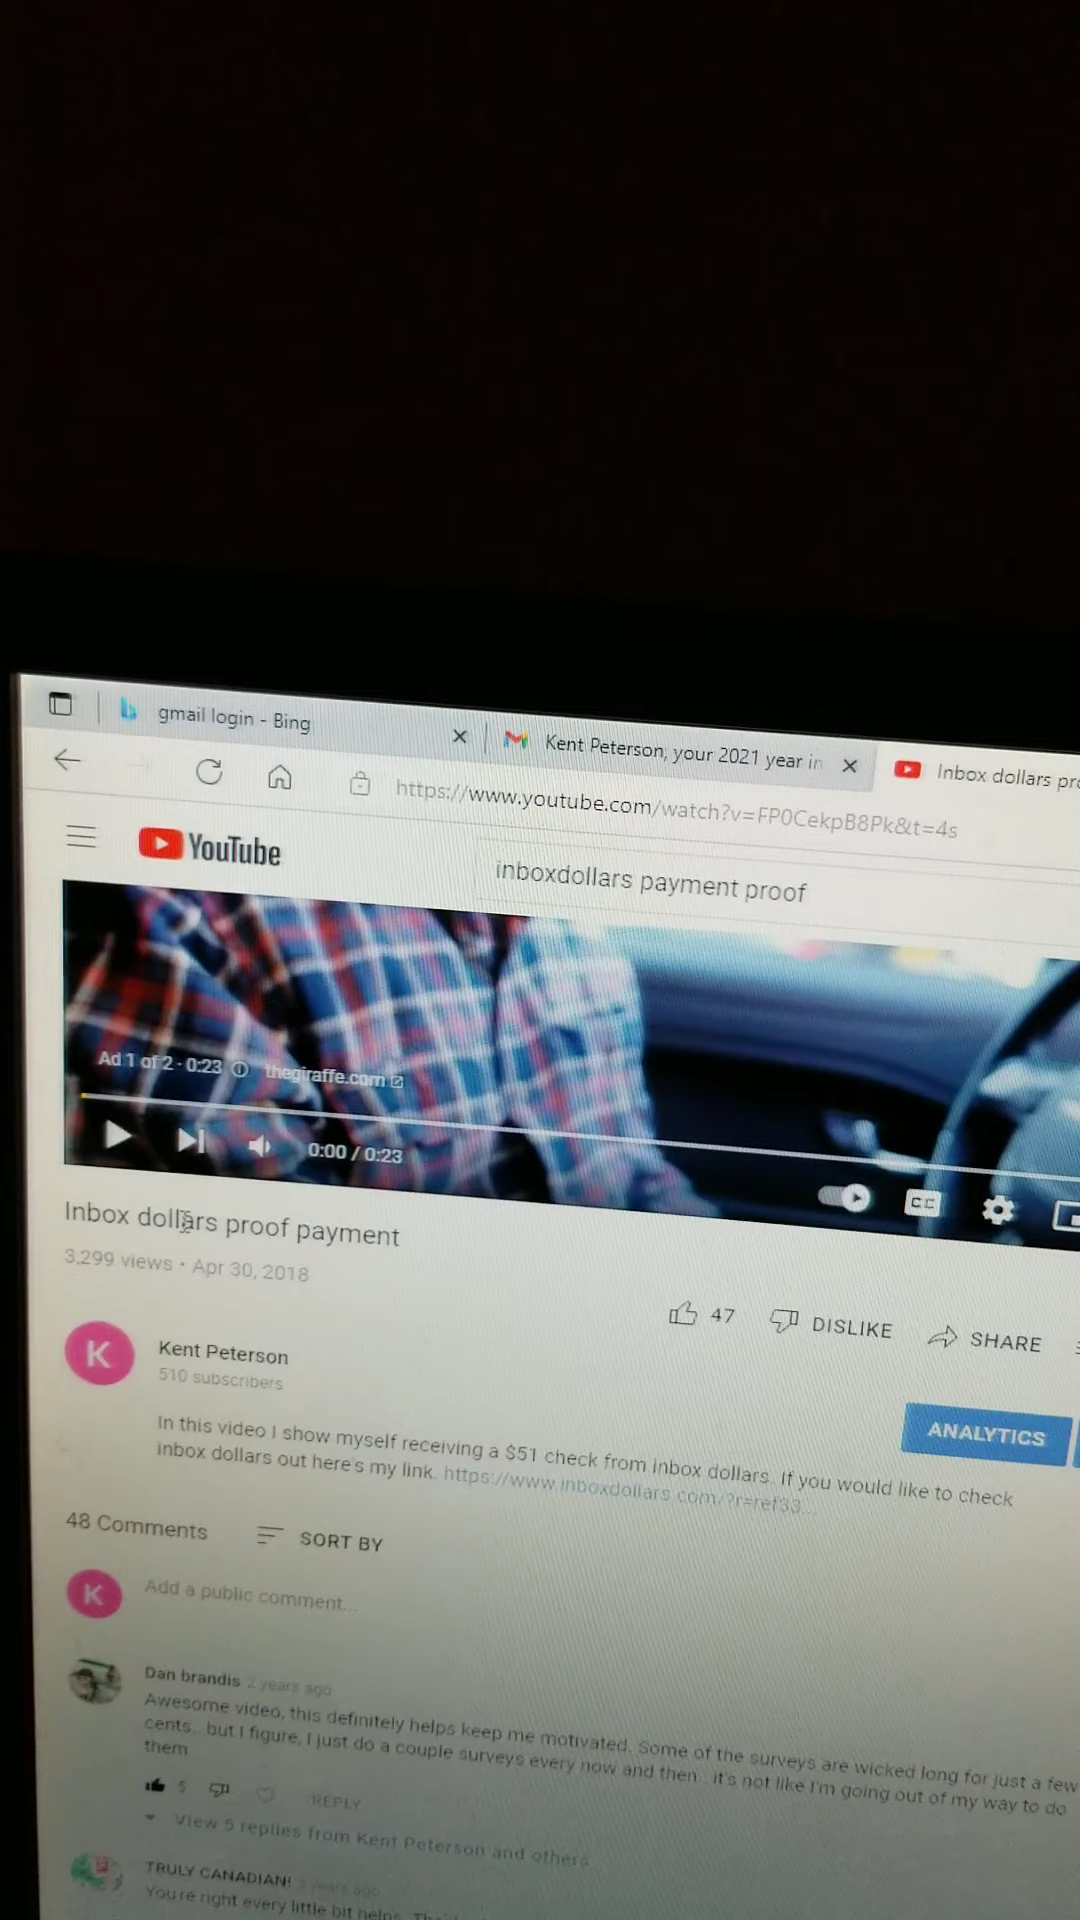 gmail login - Bing
Kent Peterson, your 2021 year in
Inbox dollars pro
https://www.youtube.com/watch?v=FP0CekpB8Pk&t=4s
YouTube
inboxdollars payment proof
Ad 1 of 2 · 0:23 thegiraffe.com
0:00 / 0:23
CC
Inbox dollars proof payment
3,299 views · Apr 30, 2018
47 DISLIKE SHARE
K
Kent Peterson
510 subscribers
ANALYTICS
In this video I show myself receiving a $51 check from inbox dollars. If you would like to check
inbox dollars out here's my link. https://www.inboxdollars.com/?r=ref33...
48 Comments SORT BY
K
Add a public comment...
Dan brandis 2 years ago
Awesome video, this definitely helps keep me motivated. Some of the surveys are wicked long for just a few
cents.. but I figure, I just do a couple surveys every now and then.. it's not like I'm going out of my way to do
them
5 REPLY
View 5 replies from Kent Peterson and others
TRULY CANADIAN! years ago
You're right every little bit helps.